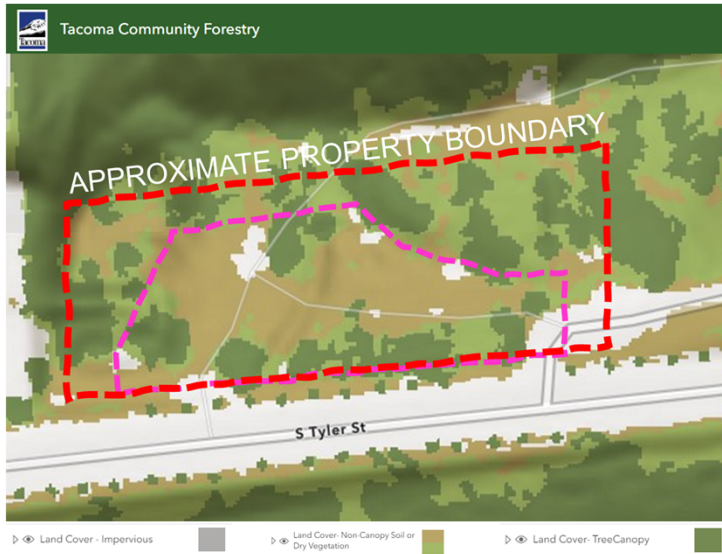 Tacoma
Tacoma Community Forestry
APPROXIMATE PROPERTY BOUNDARY
S Tyler St
Land Cover - Impervious
Land Cover- Non-Canopy Soil or
Dry Vegetation
Land Cover- TreeCanopy